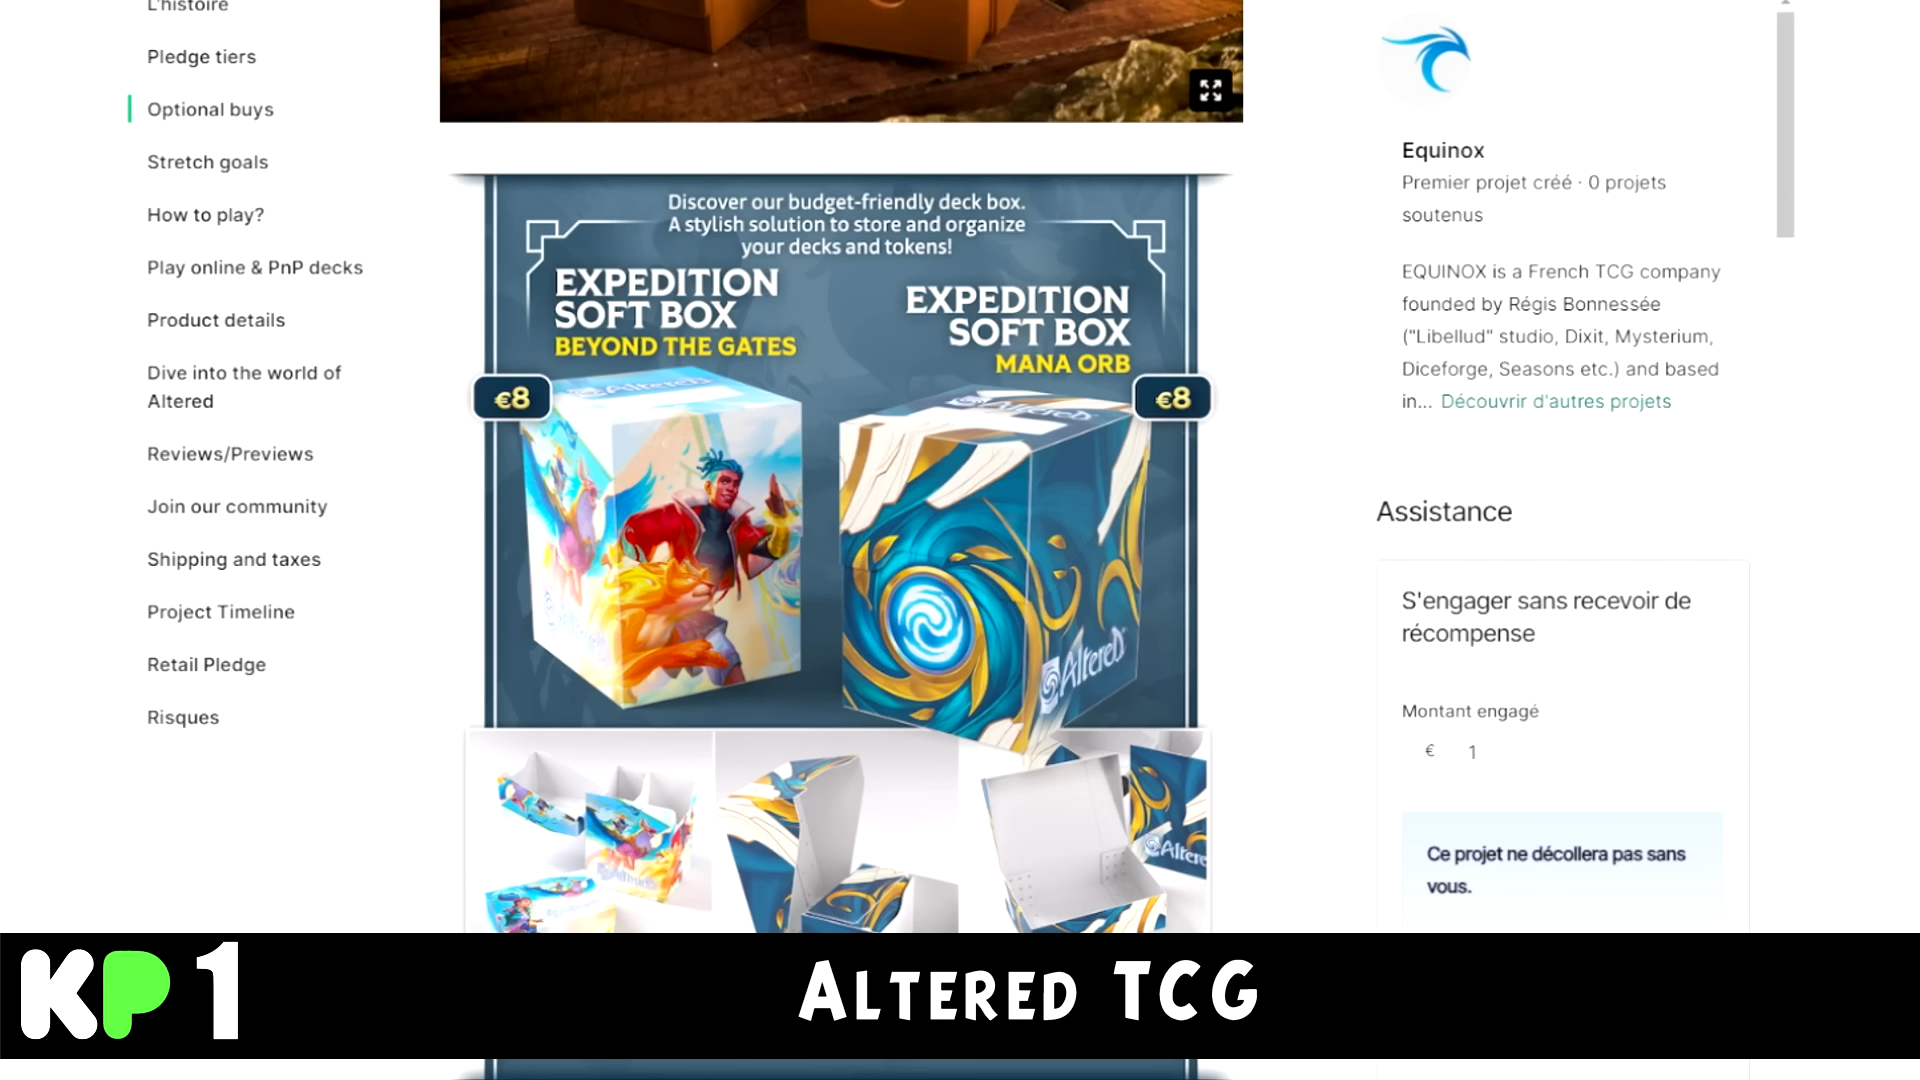 L'histoire
Pledge tiers
Optional buys
Stretch goals
How to play?
Play online & PnP decks
Product details
Dive into the world of
Altered
Reviews/Previews
Join our community
Shipping and taxes
Project Timeline
Retail Pledge
Risques
Discover our budget-friendly deck box.
A stylish solution to store and organize
your decks and tokens!
EXPEDITION
SOFT BOX
BEYOND THE GATES
€8
EXPEDITION
SOFT BOX
MANA ORB
€8
Altered
Altered
Altered
Altere
Equinox
Premier projet créé · 0 projets
soutenus
EQUINOX is a French TCG company
founded by Régis Bonnessée
("Libellud" studio, Dixit, Mysterium,
Diceforge, Seasons etc.) and based
in... Découvrir d'autres projets
Assistance
S'engager sans recevoir de
récompense
Montant engagé
€ 1
Ce projet ne décollera pas sans
vous.
KP1
ALTERED TCG